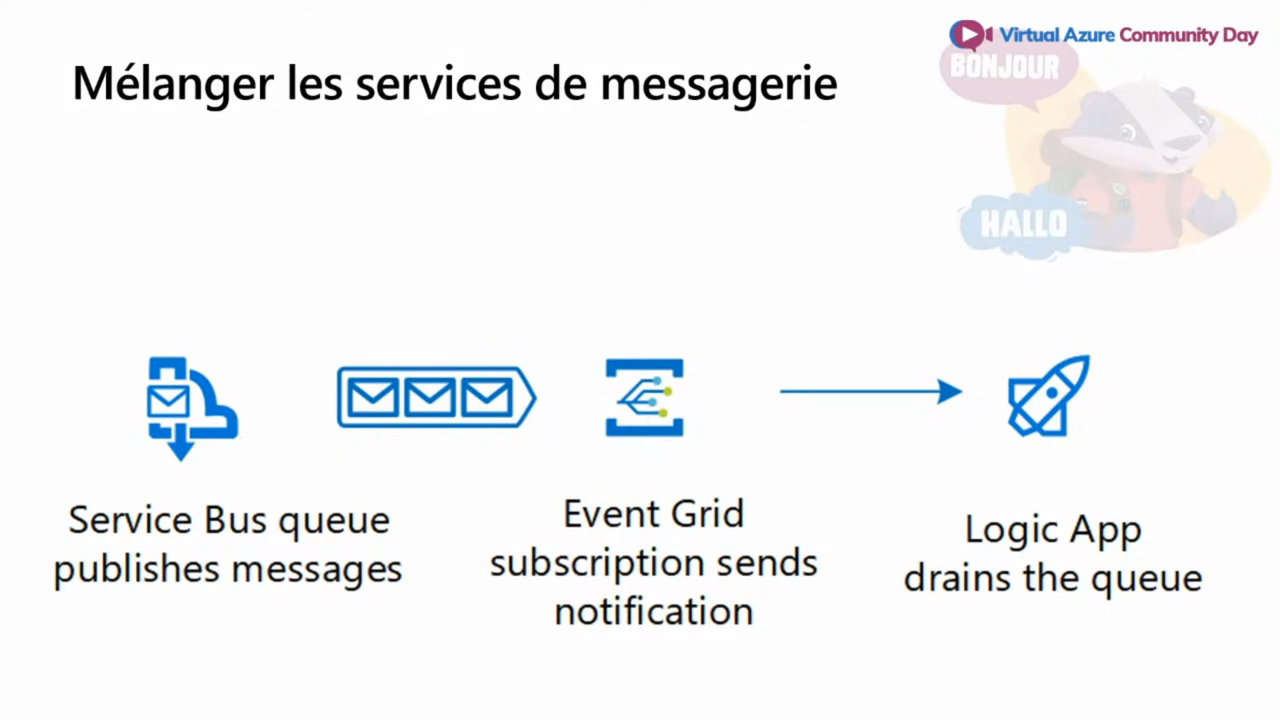 Virtual Azure Community Day
Mélanger les services de messagerie
BONJOUR
HALLO
Service Bus queue
publishes messages
Event Grid
subscription sends
notification
Logic App
drains the queue